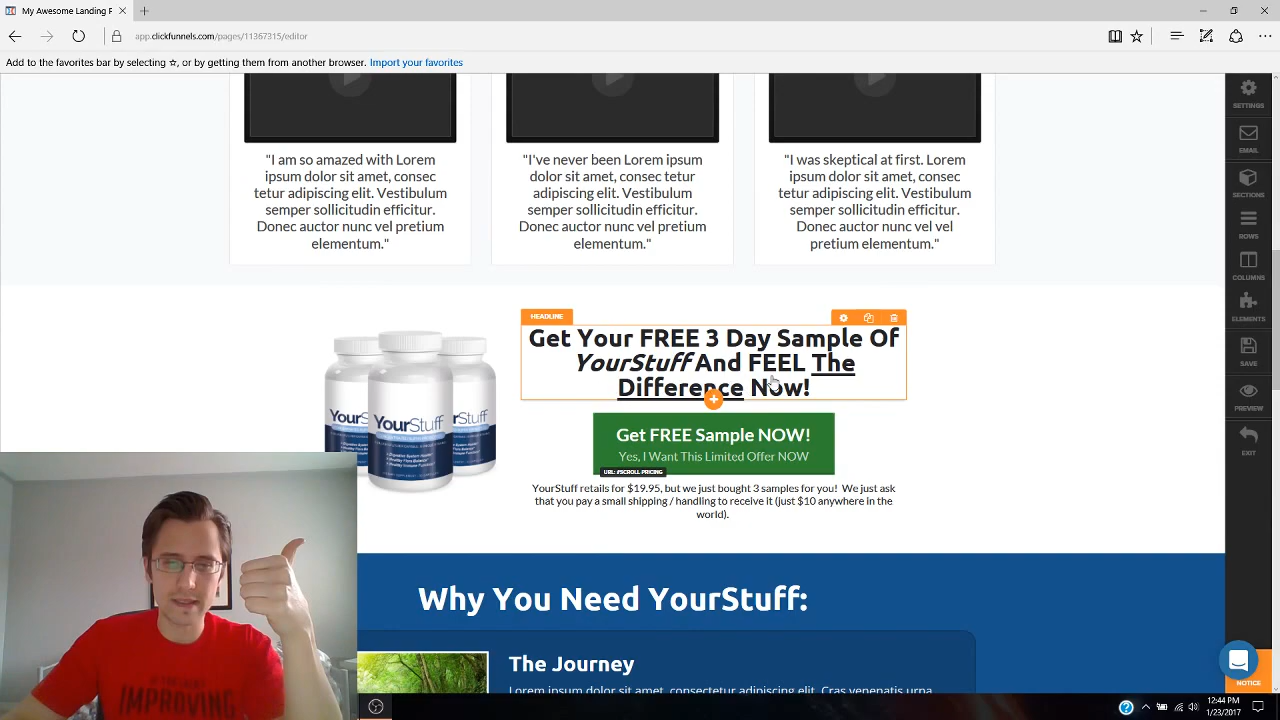 My Awesome Landing P
app.clickfunnels.com/pages/11367315/editor
Add to the favorites bar by selecting ☆, or by getting them from another browser. Import your favorites
"I am so amazed with Lorem
ipsum dolor sit amet, consec
tetur adipiscing elit. Vestibulum
semper sollicitudin efficitur.
Donec auctor nunc vel pretium
elementum."
"I've never been Lorem ipsum
dolor sit amet, consec tetur
adipiscing elit. Vestibulum
semper sollicitudin efficitur.
Donec auctor nunc vel pretium
elementum."
"I was skeptical at first. Lorem
ipsum dolor sit amet, consec
tetur adipiscing elit. Vestibulum
semper sollicitudin efficitur.
Donec auctor nunc vel vel
pretium elementum."
HEADLINE
Get Your FREE 3 Day Sample Of
YourStuff And FEEL The
Difference Now!
Get FREE Sample NOW!
Yes, I Want This Limited Offer NOW
URL: #SCROLL-PRICING
YourStuff retails for $19.95, but we just bought 3 samples for you! We just ask
that you pay a small shipping / handling to receive it (just $10 anywhere in the
world).
YourStuff
Why You Need YourStuff:
The Journey
Lorem ipsum dolor sit amet, consectetur adipiscing elit. Cras venenatis urna
SETTINGS
EMAIL
SECTIONS
ROWS
COLUMNS
ELEMENTS
SAVE
PREVIEW
EXIT
NOTICE
IMPROVING
12:44 PM
1/23/2017